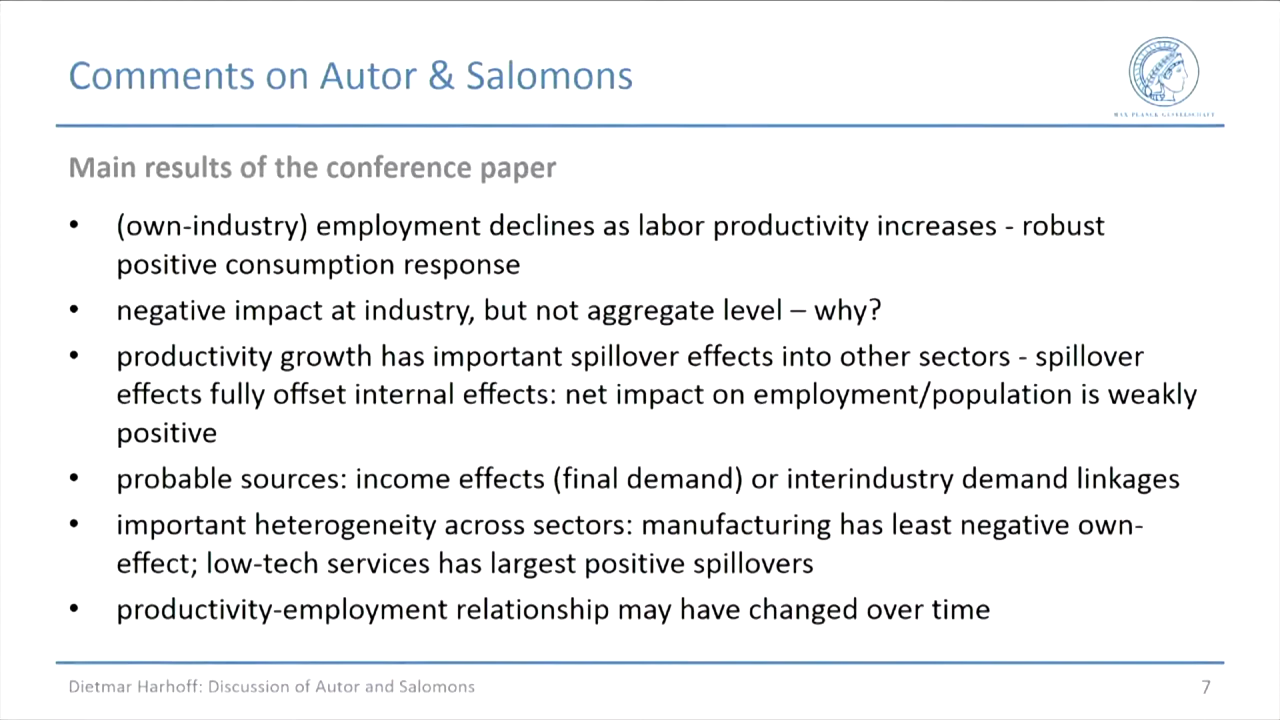 Comments on Autor & Salomons
MAX PLANCK GESELLSCHAFT
Main results of the conference paper
• (own-industry) employment declines as labor productivity increases - robust
positive consumption response
• negative impact at industry, but not aggregate level – why?
• productivity growth has important spillover effects into other sectors - spillover
effects fully offset internal effects: net impact on employment/population is weakly
positive
• probable sources: income effects (final demand) or interindustry demand linkages
• important heterogeneity across sectors: manufacturing has least negative own-
effect; low-tech services has largest positive spillovers
• productivity-employment relationship may have changed over time
Dietmar Harhoff: Discussion of Autor and Salomons
7